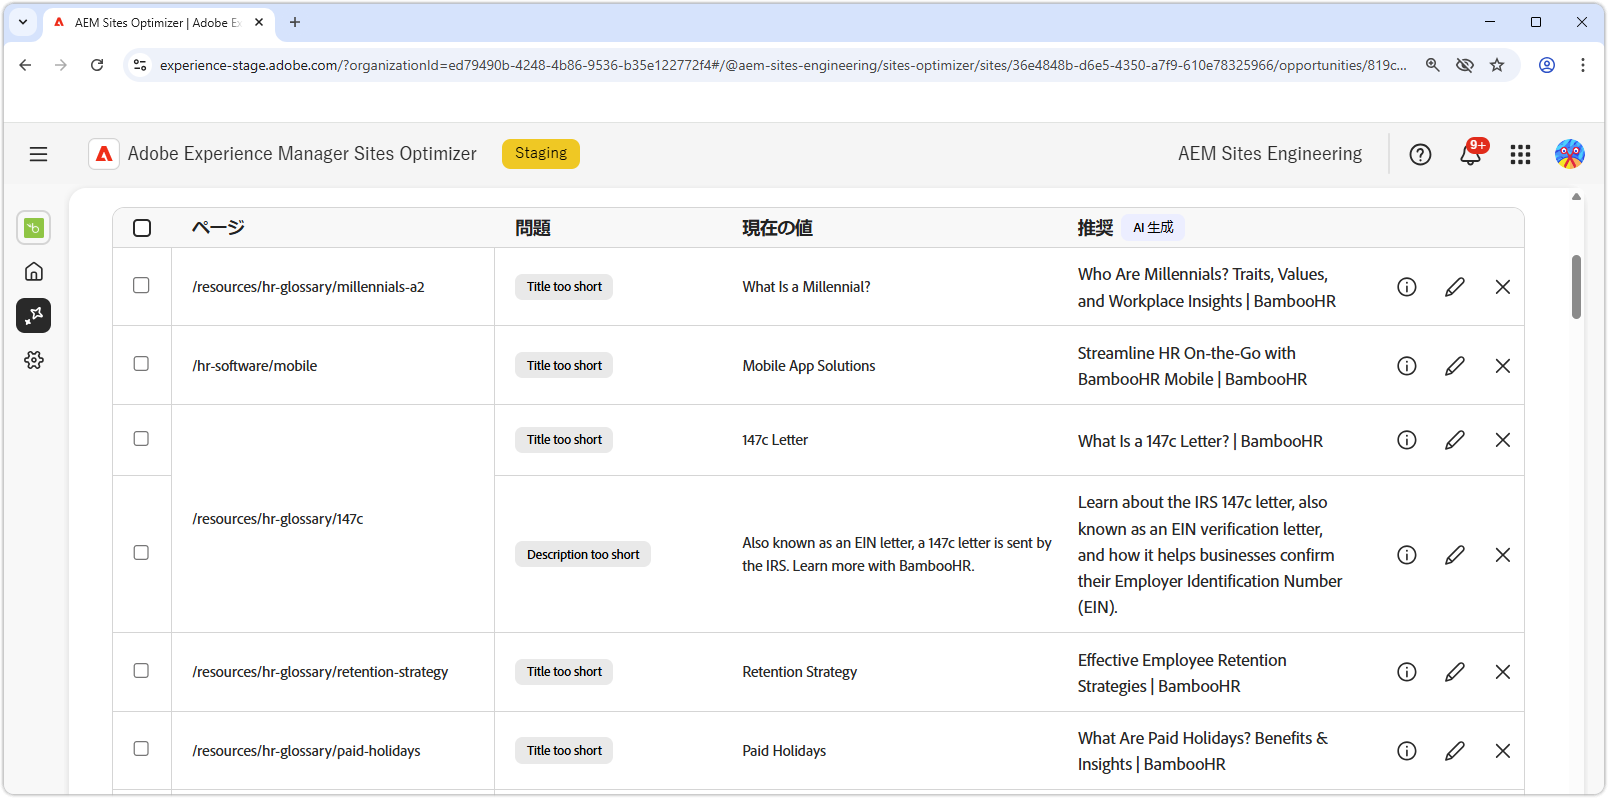 AEM Sites Optimizer | Adobe Ex
experience-stage.adobe.com/?organizationId=ed79490b-4248-4b86-9536-b35e122772f4#/@aem-sites-engineering/sites-optimizer/sites/36e4848b-d6e5-4350-a7f9-610e78325966/opportunities/819c...
Adobe Experience Manager Sites Optimizer
Staging
AEM Sites Engineering
9+
ページ
問題
現在の値
推奨
AI 生成
/resources/hr-glossary/millennials-a2
Title too short
What Is a Millennial?
Who Are Millennials? Traits, Values,
and Workplace Insights | BambooHR
/hr-software/mobile
Title too short
Mobile App Solutions
Streamline HR On-the-Go with
BambooHR Mobile | BambooHR
/resources/hr-glossary/147c
Title too short
147c Letter
What Is a 147c Letter? | BambooHR
Description too short
Also known as an EIN letter, a 147c letter is sent by
the IRS. Learn more with BambooHR.
Learn about the IRS 147c letter, also
known as an EIN verification letter,
and how it helps businesses confirm
their Employer Identification Number
(EIN).
/resources/hr-glossary/retention-strategy
Title too short
Retention Strategy
Effective Employee Retention
Strategies | BambooHR
/resources/hr-glossary/paid-holidays
Title too short
Paid Holidays
What Are Paid Holidays? Benefits &
Insights | BambooHR